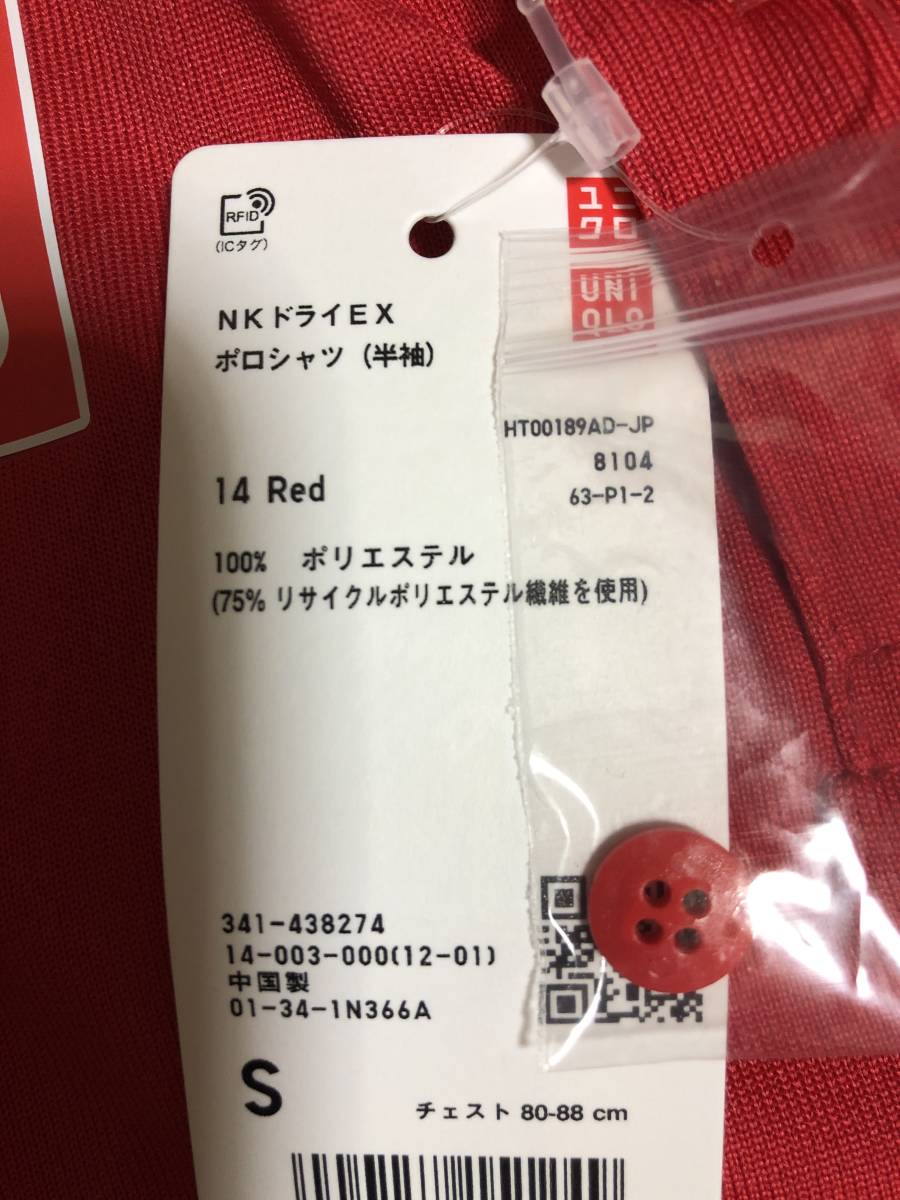 RFID
(ICタグ)
ユニ
クロ
UNI
QLO
NKドライEX
ポロシャツ (半袖)
HT00189AD-JP
8104
63-P1-2
14 Red
100% ポリエステル
(75% リサイクルポリエステル繊維を使用)
341-438274
14-003-000(12-01)
中国製
01-34-1N366A
S
チェスト 80-88 cm